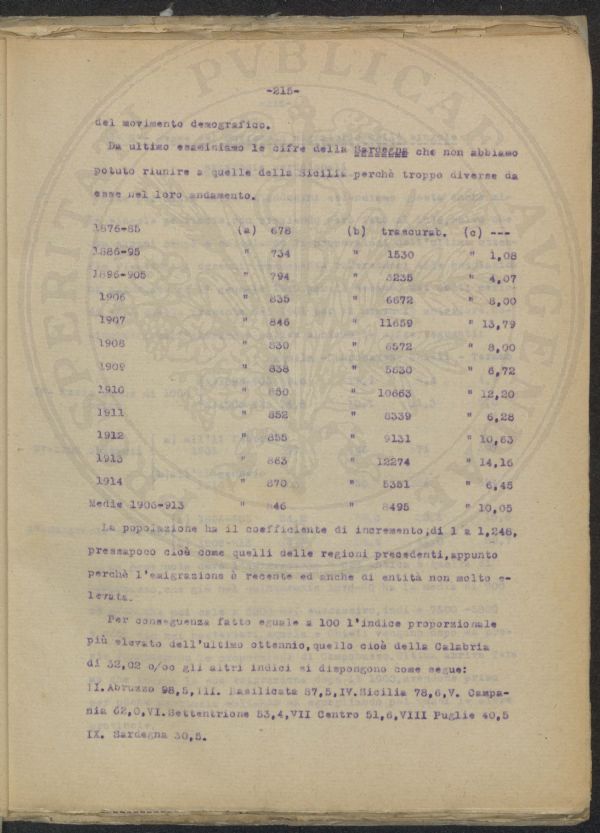 -215-
del movimento demografico.
Da ultimo esaminiamo le cifre della Sardegna che non abbiamo
potuto riunire a quelle della Sicilia perchè troppo diverse da
esse nel loro andamento.
1876-85 (a) 678 (b) trascurab. (c) ---
1886-95 " 734 " 1530 " 1,08
1896-905 " 794 " 3235 " 4,07
1906 " 835 " 6672 " 8,00
1907 " 846 " 11659 " 13,79
1908 " 830 " 6572 " 8,00
1909 " 838 " 5630 " 6,72
1910 " 850 " 10663 " 12,20
1911 " 852 " 8339 " 6,28
1912 " 855 " 9131 " 10,63
1913 " 863 " 12274 " 14,16
1914 " 870 " 5351 " 6,45
Medie 1906-913 " 846 " 8495 " 10,05
La popolazione ha il coefficiente di incremento,di 1 a 1,248,
pressapoco cioè come quelli delle regioni precedenti,appunto
perchè l'emigrazione è recente ed anche di entità non molto e-
levata.
Per conseguenza fatto eguale a 100 l'indice proporzionale
più elevato dell'ultimo ottennio,quello cioè della Calabria
di 32,02 o/oo gli altri indici si dispongono come segue:
II.Abruzzo 98,5,III. Basilicata 87,5,IV.Sicilia 78,6,V. Campa-
nia 62,0,VI.Settentrione 53,4,VII Centro 51,6,VIII Puglie 40,5
IX. Sardegna 30,5.